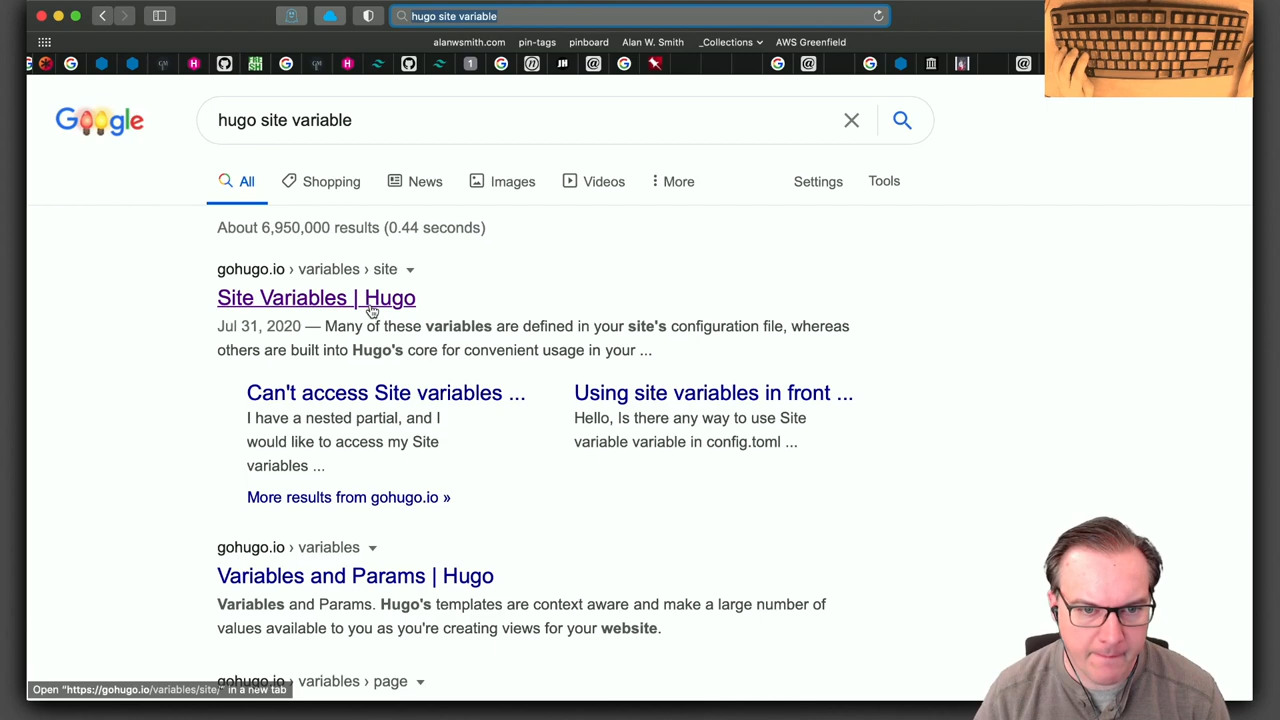 hugo site variable
alanwsmith.com pin-tags pinboard Alan W. Smith _Collections AWS Greenfield
Google
hugo site variable
All Shopping News Images Videos More Settings Tools
About 6,950,000 results (0.44 seconds)
gohugo.io › variables › site
Site Variables | Hugo
Jul 31, 2020 — Many of these variables are defined in your site's configuration file, whereas
others are built into Hugo's core for convenient usage in your ...
Can't access Site variables ...
I have a nested partial, and I
would like to access my Site
variables ...
Using site variables in front ...
Hello, Is there any way to use Site
variable variable in config.toml ...
More results from gohugo.io »
gohugo.io › variables
Variables and Params | Hugo
Variables and Params. Hugo's templates are context aware and make a large number of
values available to you as you're creating views for your website.
gohugo.io › variables › page
Open "https://gohugo.io/variables/site/" in a new tab